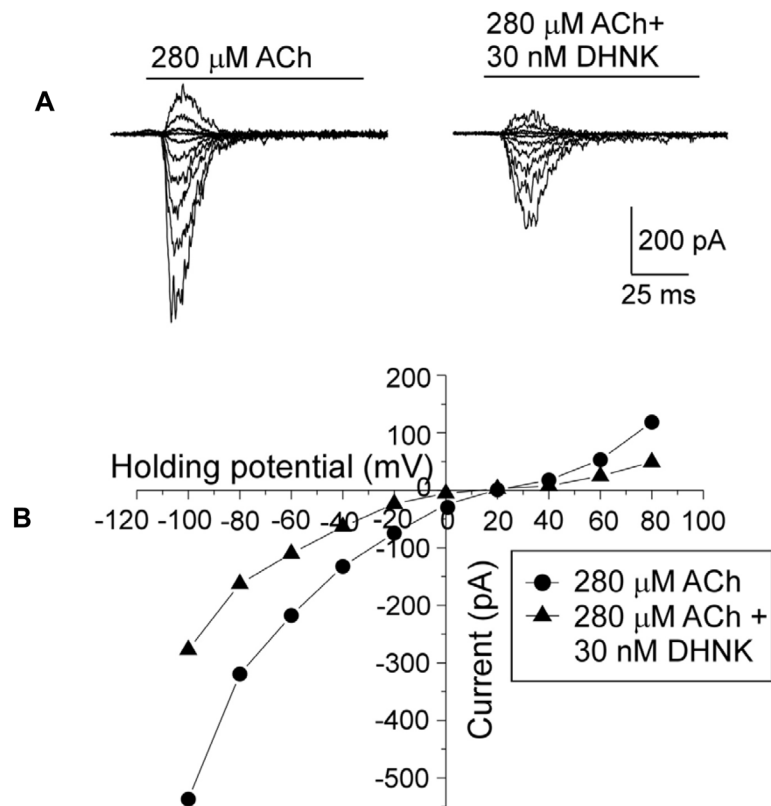 A
280 μM ACh
280 μM ACh+
30 nM DHNK
200 pA
25 ms
B
200
100
0
-100
-200
-300
-400
-500
Holding potential (mV)
-120 -100 -80 -60 -40 -20 0 20 40 60 80 100
Current (pA)
280 μM ACh
280 μM ACh +
30 nM DHNK